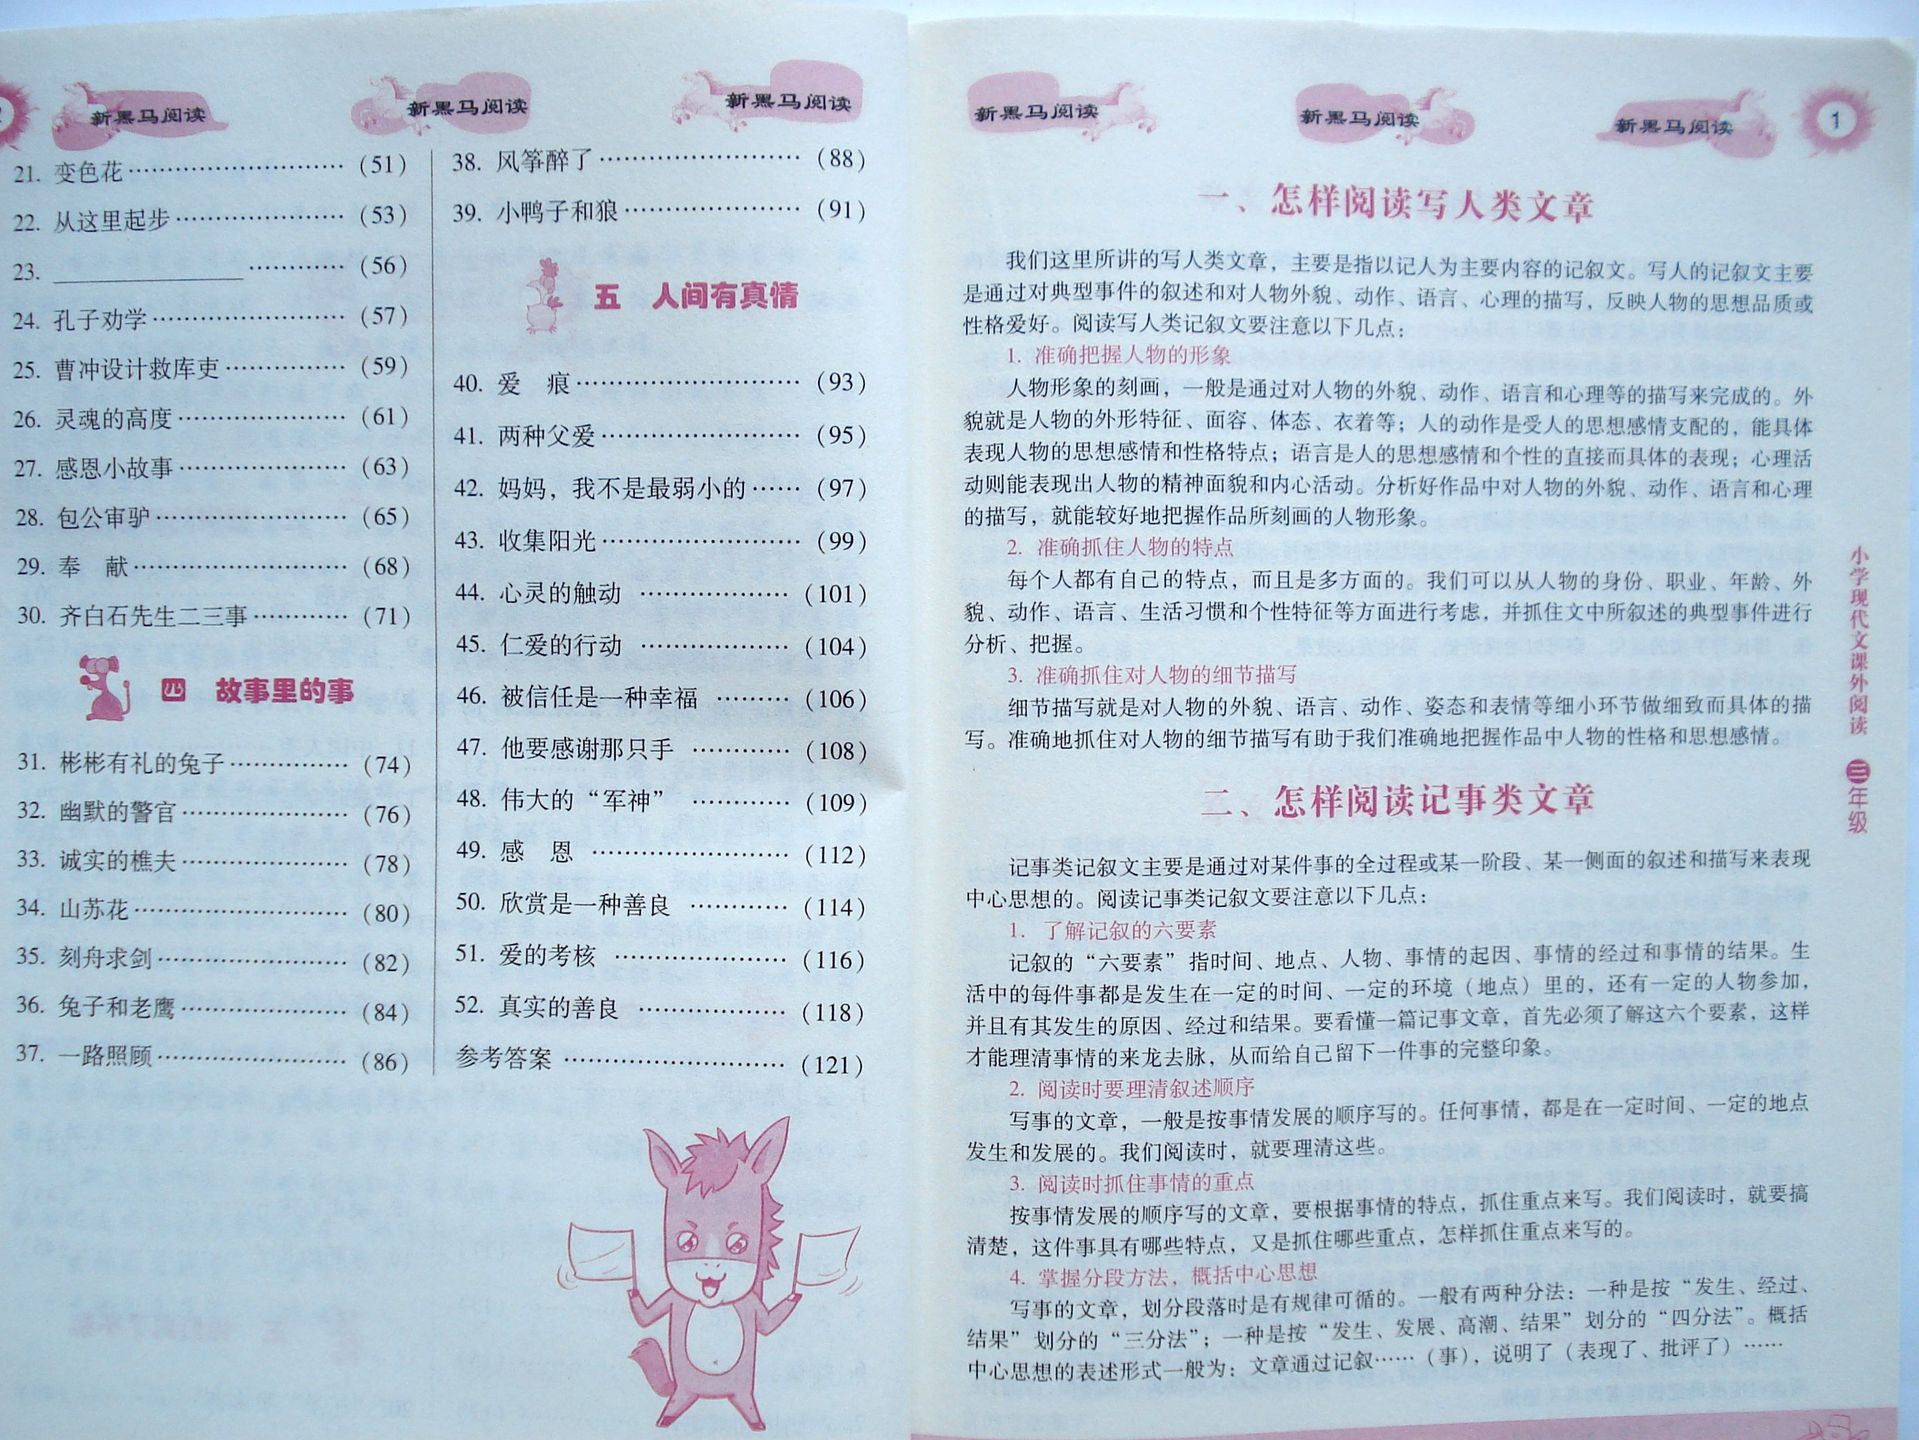 新黑马阅读
新黑马阅读
新黑马阅读
21. 变色花 ………………………… (51)
22. 从这里起步 ………………… (53)
23. ______________ ………… (56)
24. 孔子劝学 …………………… (57)
25. 曹冲设计救库吏 …………… (59)
26. 灵魂的高度 ………………… (61)
27. 感恩小故事 ………………… (63)
28. 包公审驴 …………………… (65)
29. 奉　献 ……………………… (68)
30. 齐白石先生二三事 ………… (71)
四　故事里的事
31. 彬彬有礼的兔子 …………… (74)
32. 幽默的警官 ………………… (76)
33. 诚实的樵夫 ………………… (78)
34. 山苏花 ……………………… (80)
35. 刻舟求剑 …………………… (82)
36. 兔子和老鹰 ………………… (84)
37. 一路照顾 …………………… (86)
38. 风筝醉了 …………………… (88)
39. 小鸭子和狼 ………………… (91)
五　人间有真情
40. 爱　痕 ……………………… (93)
41. 两种父爱 …………………… (95)
42. 妈妈，我不是最弱小的 …… (97)
43. 收集阳光 …………………… (99)
44. 心灵的触动 ……………… (101)
45. 仁爱的行动 ……………… (104)
46. 被信任是一种幸福 ……… (106)
47. 他要感谢那只手 ………… (108)
48. 伟大的“军神” ………… (109)
49. 感　恩 …………………… (112)
50. 欣赏是一种善良 ………… (114)
51. 爱的考核 ………………… (116)
52. 真实的善良 ……………… (118)
参考答案 ……………………… (121)
新黑马阅读
新黑马阅读
新黑马阅读
1
一、怎样阅读写人类文章
我们这里所讲的写人类文章，主要是指以记人为主要内容的记叙文。写人的记叙文主要
是通过对典型事件的叙述和对人物外貌、动作、语言、心理的描写，反映人物的思想品质或
性格爱好。阅读写人类记叙文要注意以下几点：
1. 准确把握人物的形象
人物形象的刻画，一般是通过对人物的外貌、动作、语言和心理等的描写来完成的。外
貌就是人物的外形特征、面容、体态、衣着等；人的动作是受人的思想感情支配的，能具体
表现人物的思想感情和性格特点；语言是人的思想感情和个性的直接而具体的表现；心理活
动则能表现出人物的精神面貌和内心活动。分析好作品中对人物的外貌、动作、语言和心理
的描写，就能较好地把握作品所刻画的人物形象。
2. 准确抓住人物的特点
每个人都有自己的特点，而且是多方面的。我们可以从人物的身份、职业、年龄、外
貌、动作、语言、生活习惯和个性特征等方面进行考虑，并抓住文中所叙述的典型事件进行
分析、把握。
3. 准确抓住对人物的细节描写
细节描写就是对人物的外貌、语言、动作、姿态和表情等细小环节做细致而具体的描
写。准确地抓住对人物的细节描写有助于我们准确地把握作品中人物的性格和思想感情。
二、怎样阅读记事类文章
记事类记叙文主要是通过对某件事的全过程或某一阶段、某一侧面的叙述和描写来表现
中心思想的。阅读记事类记叙文要注意以下几点：
1. 了解记叙的六要素
记叙的“六要素”指时间、地点、人物、事情的起因、事情的经过和事情的结果。生
活中的每件事都是发生在一定的时间、一定的环境（地点）里的，还有一定的人物参加，
并且有其发生的原因、经过和结果。要看懂一篇记事文章，首先必须了解这六个要素，这样
才能理清事情的来龙去脉，从而给自己留下一件事的完整印象。
2. 阅读时要理清叙述顺序
写事的文章，一般是按事情发展的顺序写的。任何事情，都是在一定时间、一定的地点
发生和发展的。我们阅读时，就要理清这些。
3. 阅读时抓住事情的重点
按事情发展的顺序写的文章，要根据事情的特点，抓住重点来写。我们阅读时，就要搞
清楚，这件事具有哪些特点，又是抓住哪些重点，怎样抓住重点来写的。
4. 掌握分段方法，概括中心思想
写事的文章，划分段落时是有规律可循的。一般有两种分法：一种是按“发生、经过、
结果”划分的“三分法”；一种是按“发生、发展、高潮、结果”划分的“四分法”。概括
中心思想的表述形式一般为：文章通过记叙……（事），说明了（表现了、批评了）……
小学现代文课外阅读 三年级